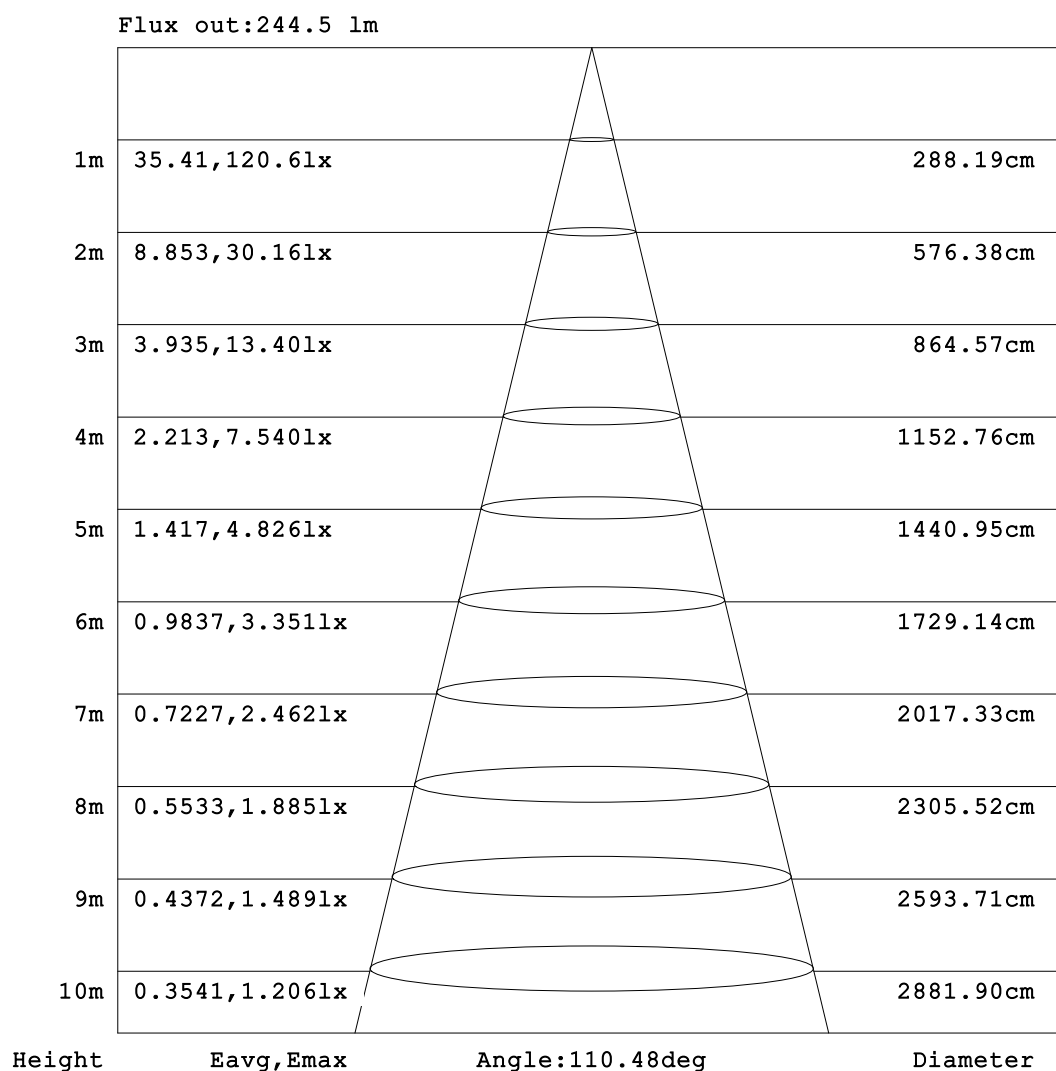 Flux out:244.5 lm
1m 35.41,120.6lx 288.19cm
2m 8.853,30.16lx 576.38cm
3m 3.935,13.40lx 864.57cm
4m 2.213,7.540lx 1152.76cm
5m 1.417,4.826lx 1440.95cm
6m 0.9837,3.351lx 1729.14cm
7m 0.7227,2.462lx 2017.33cm
8m 0.5533,1.885lx 2305.52cm
9m 0.4372,1.489lx 2593.71cm
10m 0.3541,1.206lx 2881.90cm
Height Eavg,Emax Angle:110.48deg Diameter